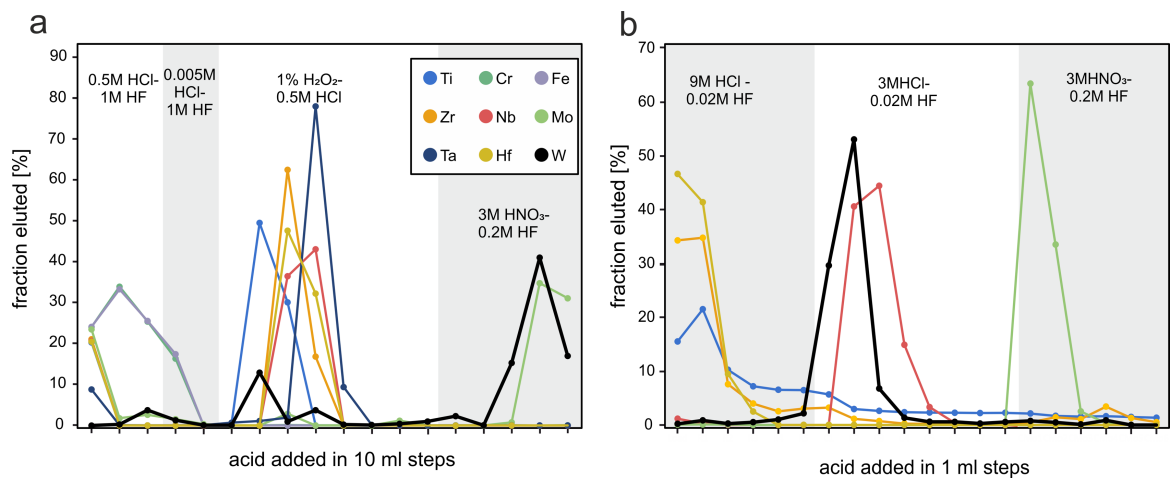 a
90
80
70
60
50
40
30
20
10
0
fraction eluted [%]
0.5M HCl-
1M HF
0.005M
HCl-
1M HF
1% H₂O₂-
0.5M HCl
3M HNO₃-
0.2M HF
Ti Cr Fe
Zr Nb Mo
Ta Hf W
acid added in 10 ml steps
b
70
60
50
40
30
20
10
0
fraction eluted [%]
9M HCl -
0.02M HF
3MHCl-
0.02M HF
3MHNO₃-
0.2M HF
acid added in 1 ml steps